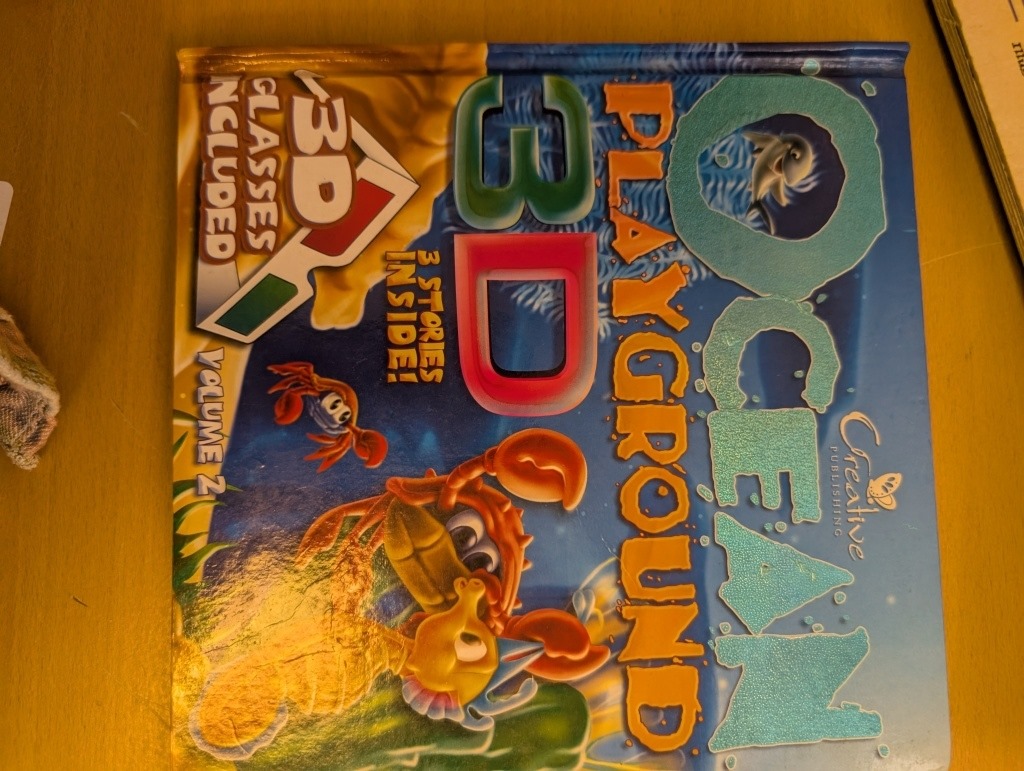 Creative
PUBLISHING
OCEAN
PLAYGROUND
3D
3 STORIES
INSIDE!
3D
GLASSES
INCLUDED
VOLUME 2